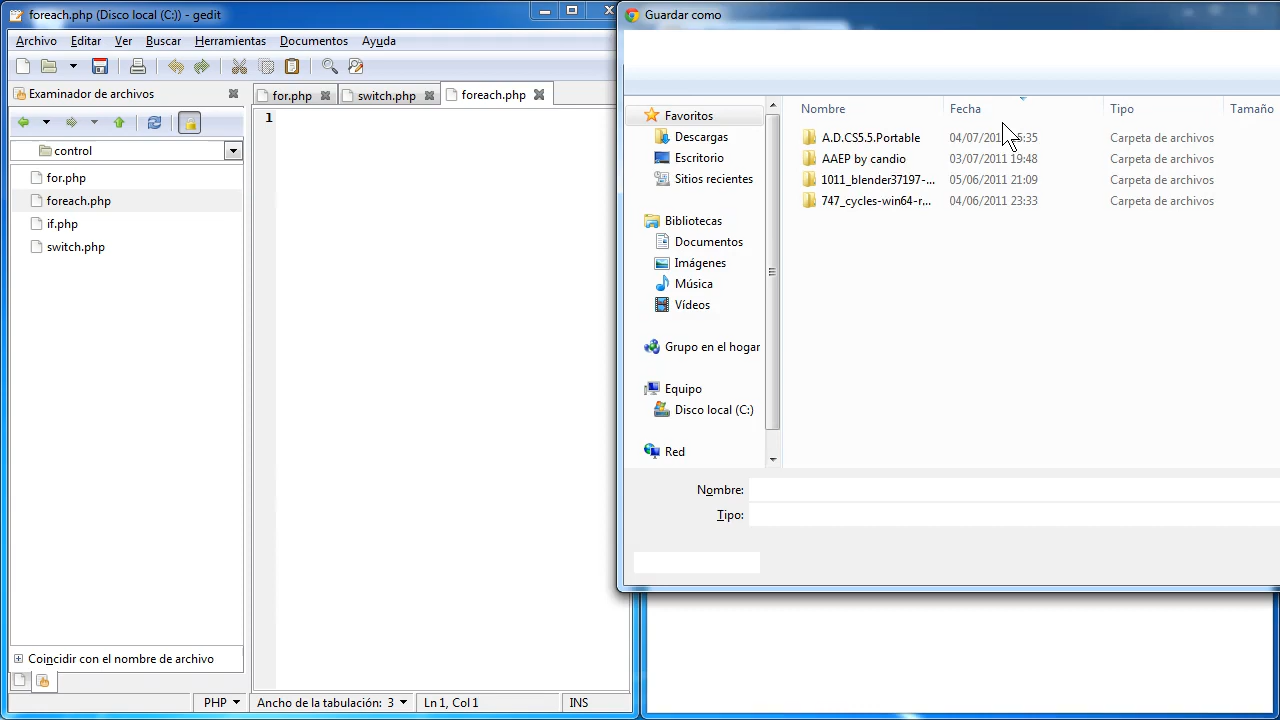 foreach.php (Disco local (C:)) - gedit
Archivo Editar Ver Buscar Herramientas Documentos Ayuda
Examinador de archivos
control
for.php
foreach.php
if.php
switch.php
Coincidir con el nombre de archivo
for.php switch.php foreach.php
1
PHP Ancho de la tabulación: 3 Ln 1, Col 1 INS
Guardar como
Favoritos
Descargas
Escritorio
Sitios recientes
Bibliotecas
Documentos
Imágenes
Música
Vídeos
Grupo en el hogar
Equipo
Disco local (C:)
Red
Nombre Fecha Tipo Tamaño
A.D.CS5.5.Portable Carpeta de archivos
AAEP by candio 03/07/2011 19:48 Carpeta de archivos
1011_blender37197-... 05/06/2011 21:09 Carpeta de archivos
747_cycles-win64-r... 04/06/2011 23:33 Carpeta de archivos
Nombre:
Tipo: